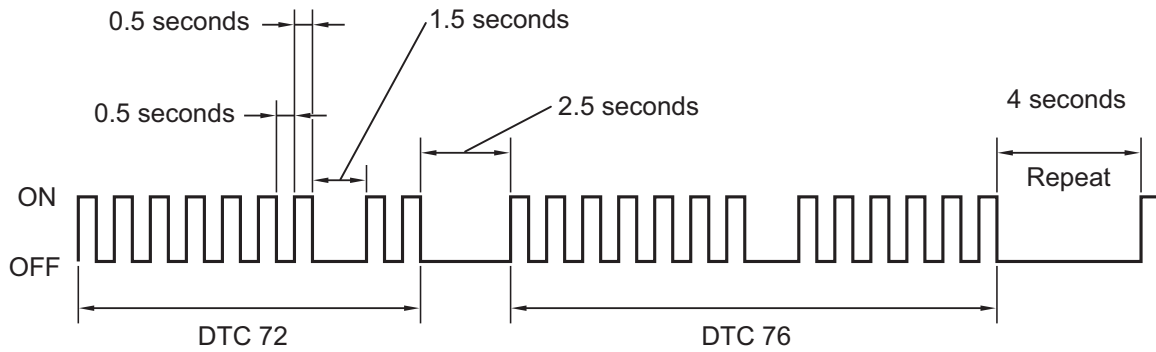 0.5 seconds
1.5 seconds
0.5 seconds
2.5 seconds
4 seconds
Repeat
ON
OFF
DTC 72
DTC 76